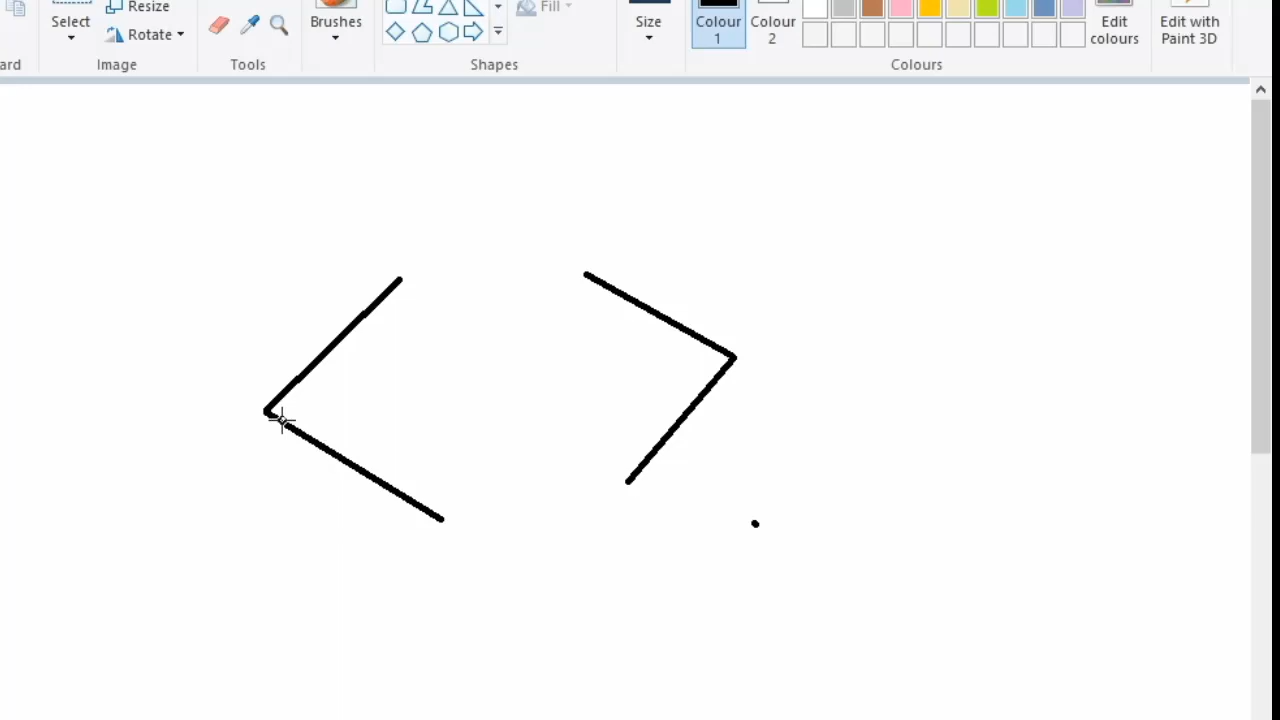 Resize
Select
Rotate
Brushes
Fill
Size
Colour 1
Colour 2
Edit colours
Edit with Paint 3D
ard
Image
Tools
Shapes
Colours